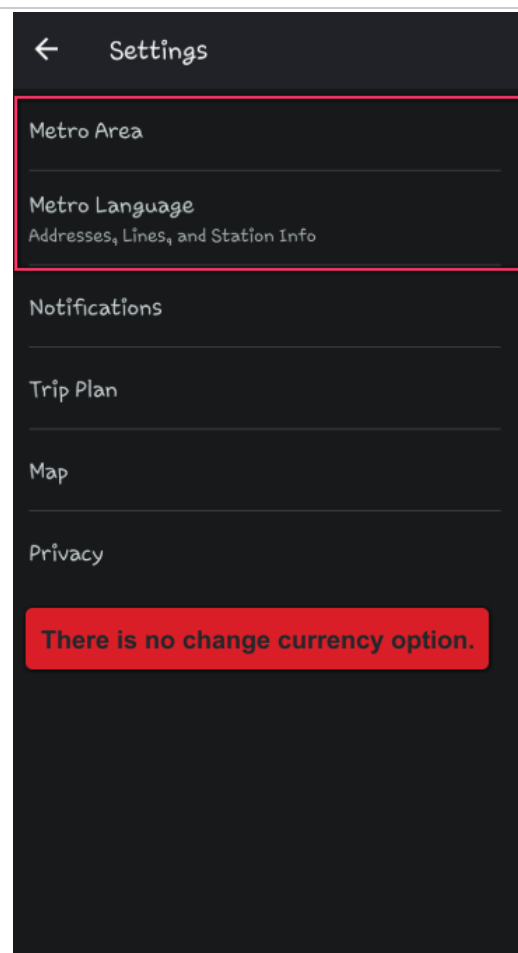 Settings
Metro Area
Metro Language
Addresses, Lines, and Station Info
Notifications
Trip Plan
Map
Privacy
There is no change currency option.